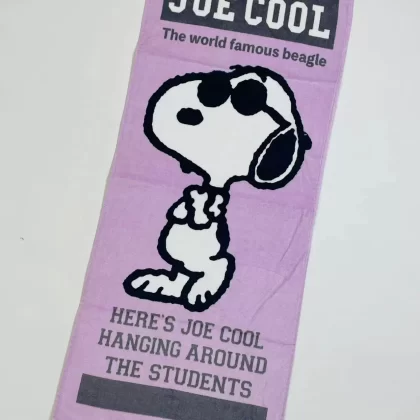 JOE COOL
The world famous beagle
HERE'S JOE COOL
HANGING AROUND
THE STUDENTS